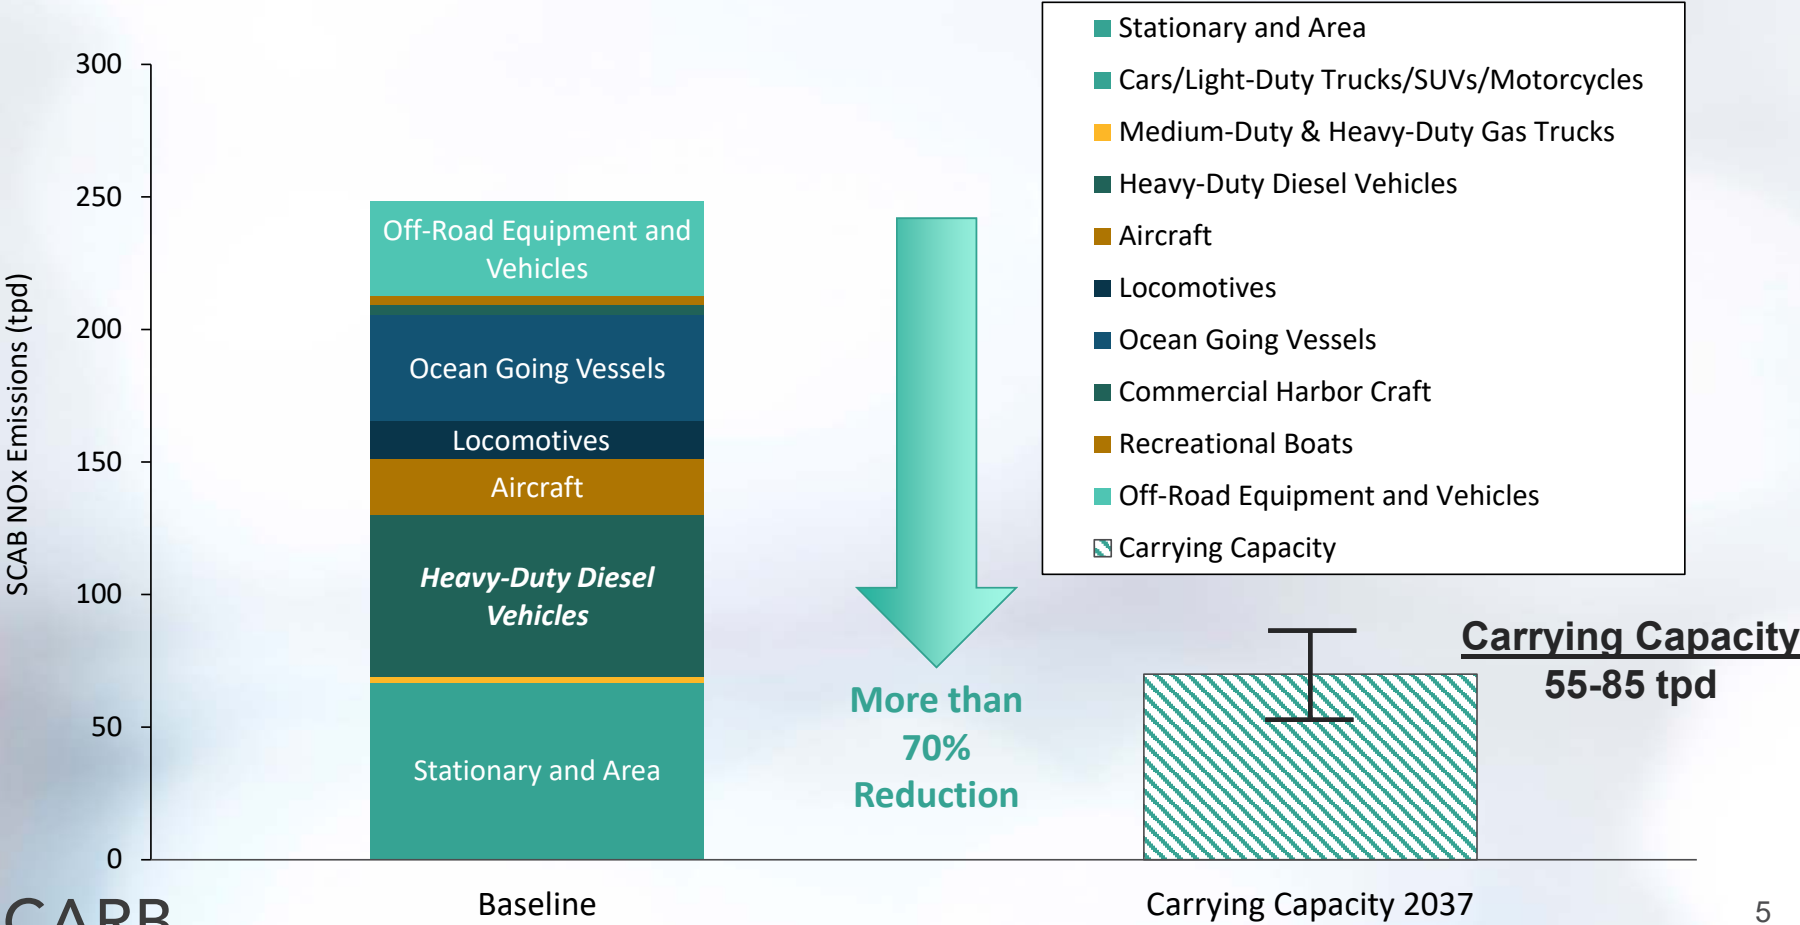 SCAB NOx Emissions (tpd)
300
250
200
150
100
50
0
Off-Road Equipment and
Vehicles
Ocean Going Vessels
Locomotives
Aircraft
Heavy-Duty Diesel
Vehicles
Stationary and Area
Baseline
More than
70%
Reduction
Stationary and Area
Cars/Light-Duty Trucks/SUVs/Motorcycles
Medium-Duty & Heavy-Duty Gas Trucks
Heavy-Duty Diesel Vehicles
Aircraft
Locomotives
Ocean Going Vessels
Commercial Harbor Craft
Recreational Boats
Off-Road Equipment and Vehicles
Carrying Capacity
Carrying Capacity
55-85 tpd
Carrying Capacity 2037
CARB
5